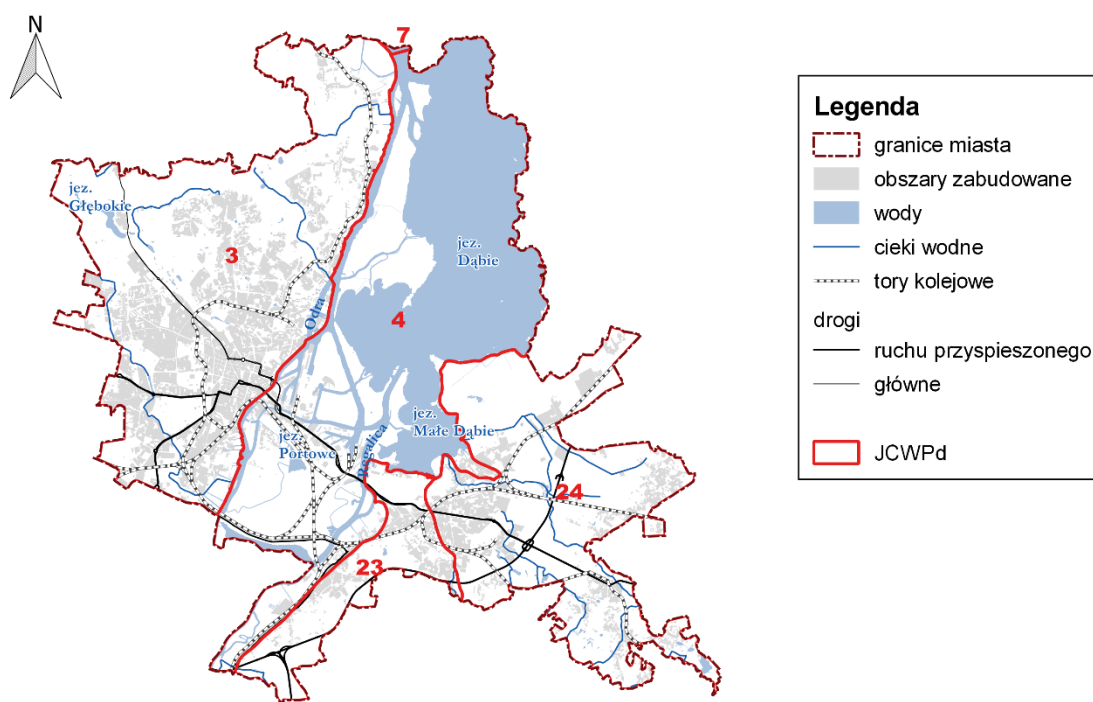 N
7
jez.
Głębokie
3
jez.
Dąbie
Odra
4
jez.
Małe Dąbie
jez.
Portowe
Regalica
24
23
Legenda
granice miasta
obszary zabudowane
wody
cieki wodne
tory kolejowe
drogi
ruchu przyspieszonego
główne
JCWPd